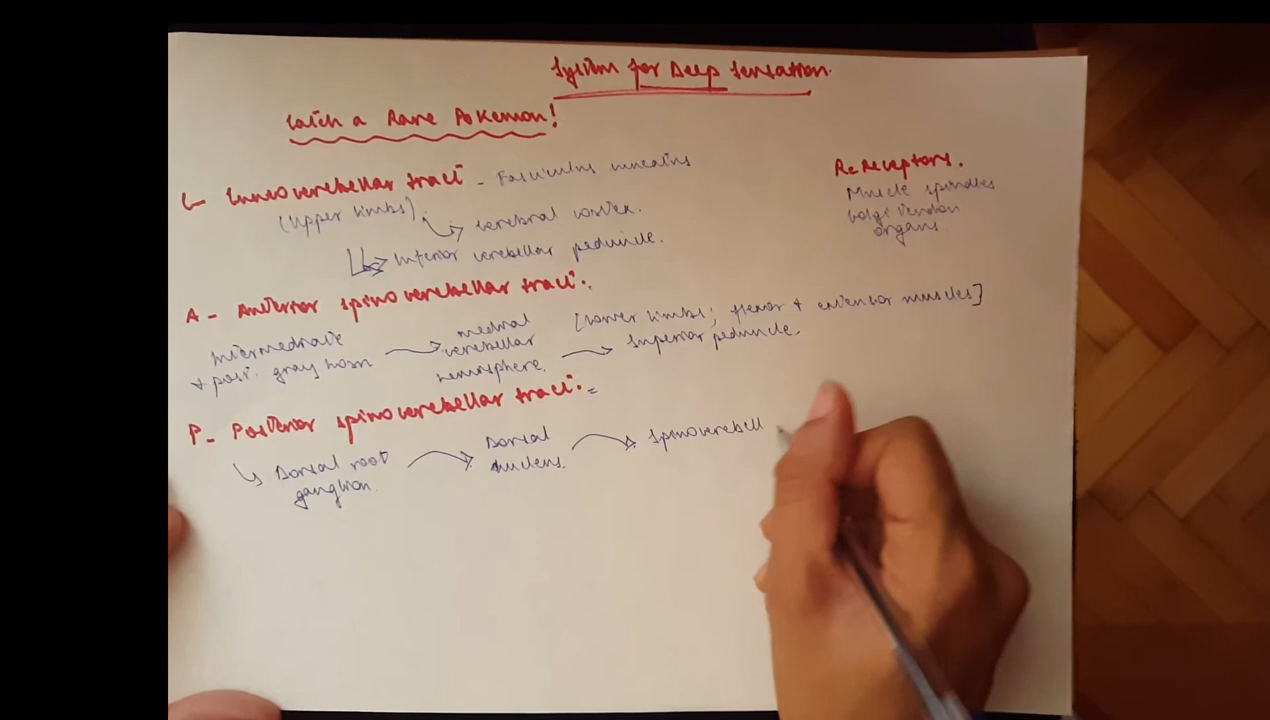 System for Deep Sensation.
Catch a Rare Pokemon!
C- Cuneocerebellar tract - Fasciculus cuneatus
(Upper limbs)
cerebral cortex.
Inferior cerebellar peduncle.
R= Receptors.
Muscle spindles
Golgi tendon
organs
A- Anterior spinocerebellar tract.
[Lower limbs; flexor + extensor muscles]
Intermediate
+ post. gray horn
medial
cerebellar
hemisphere.
Superior peduncle.
P- Posterior spinocerebellar tract. =
Dorsal root
ganglion.
Dorsal
nucleus.
Spinocerebell